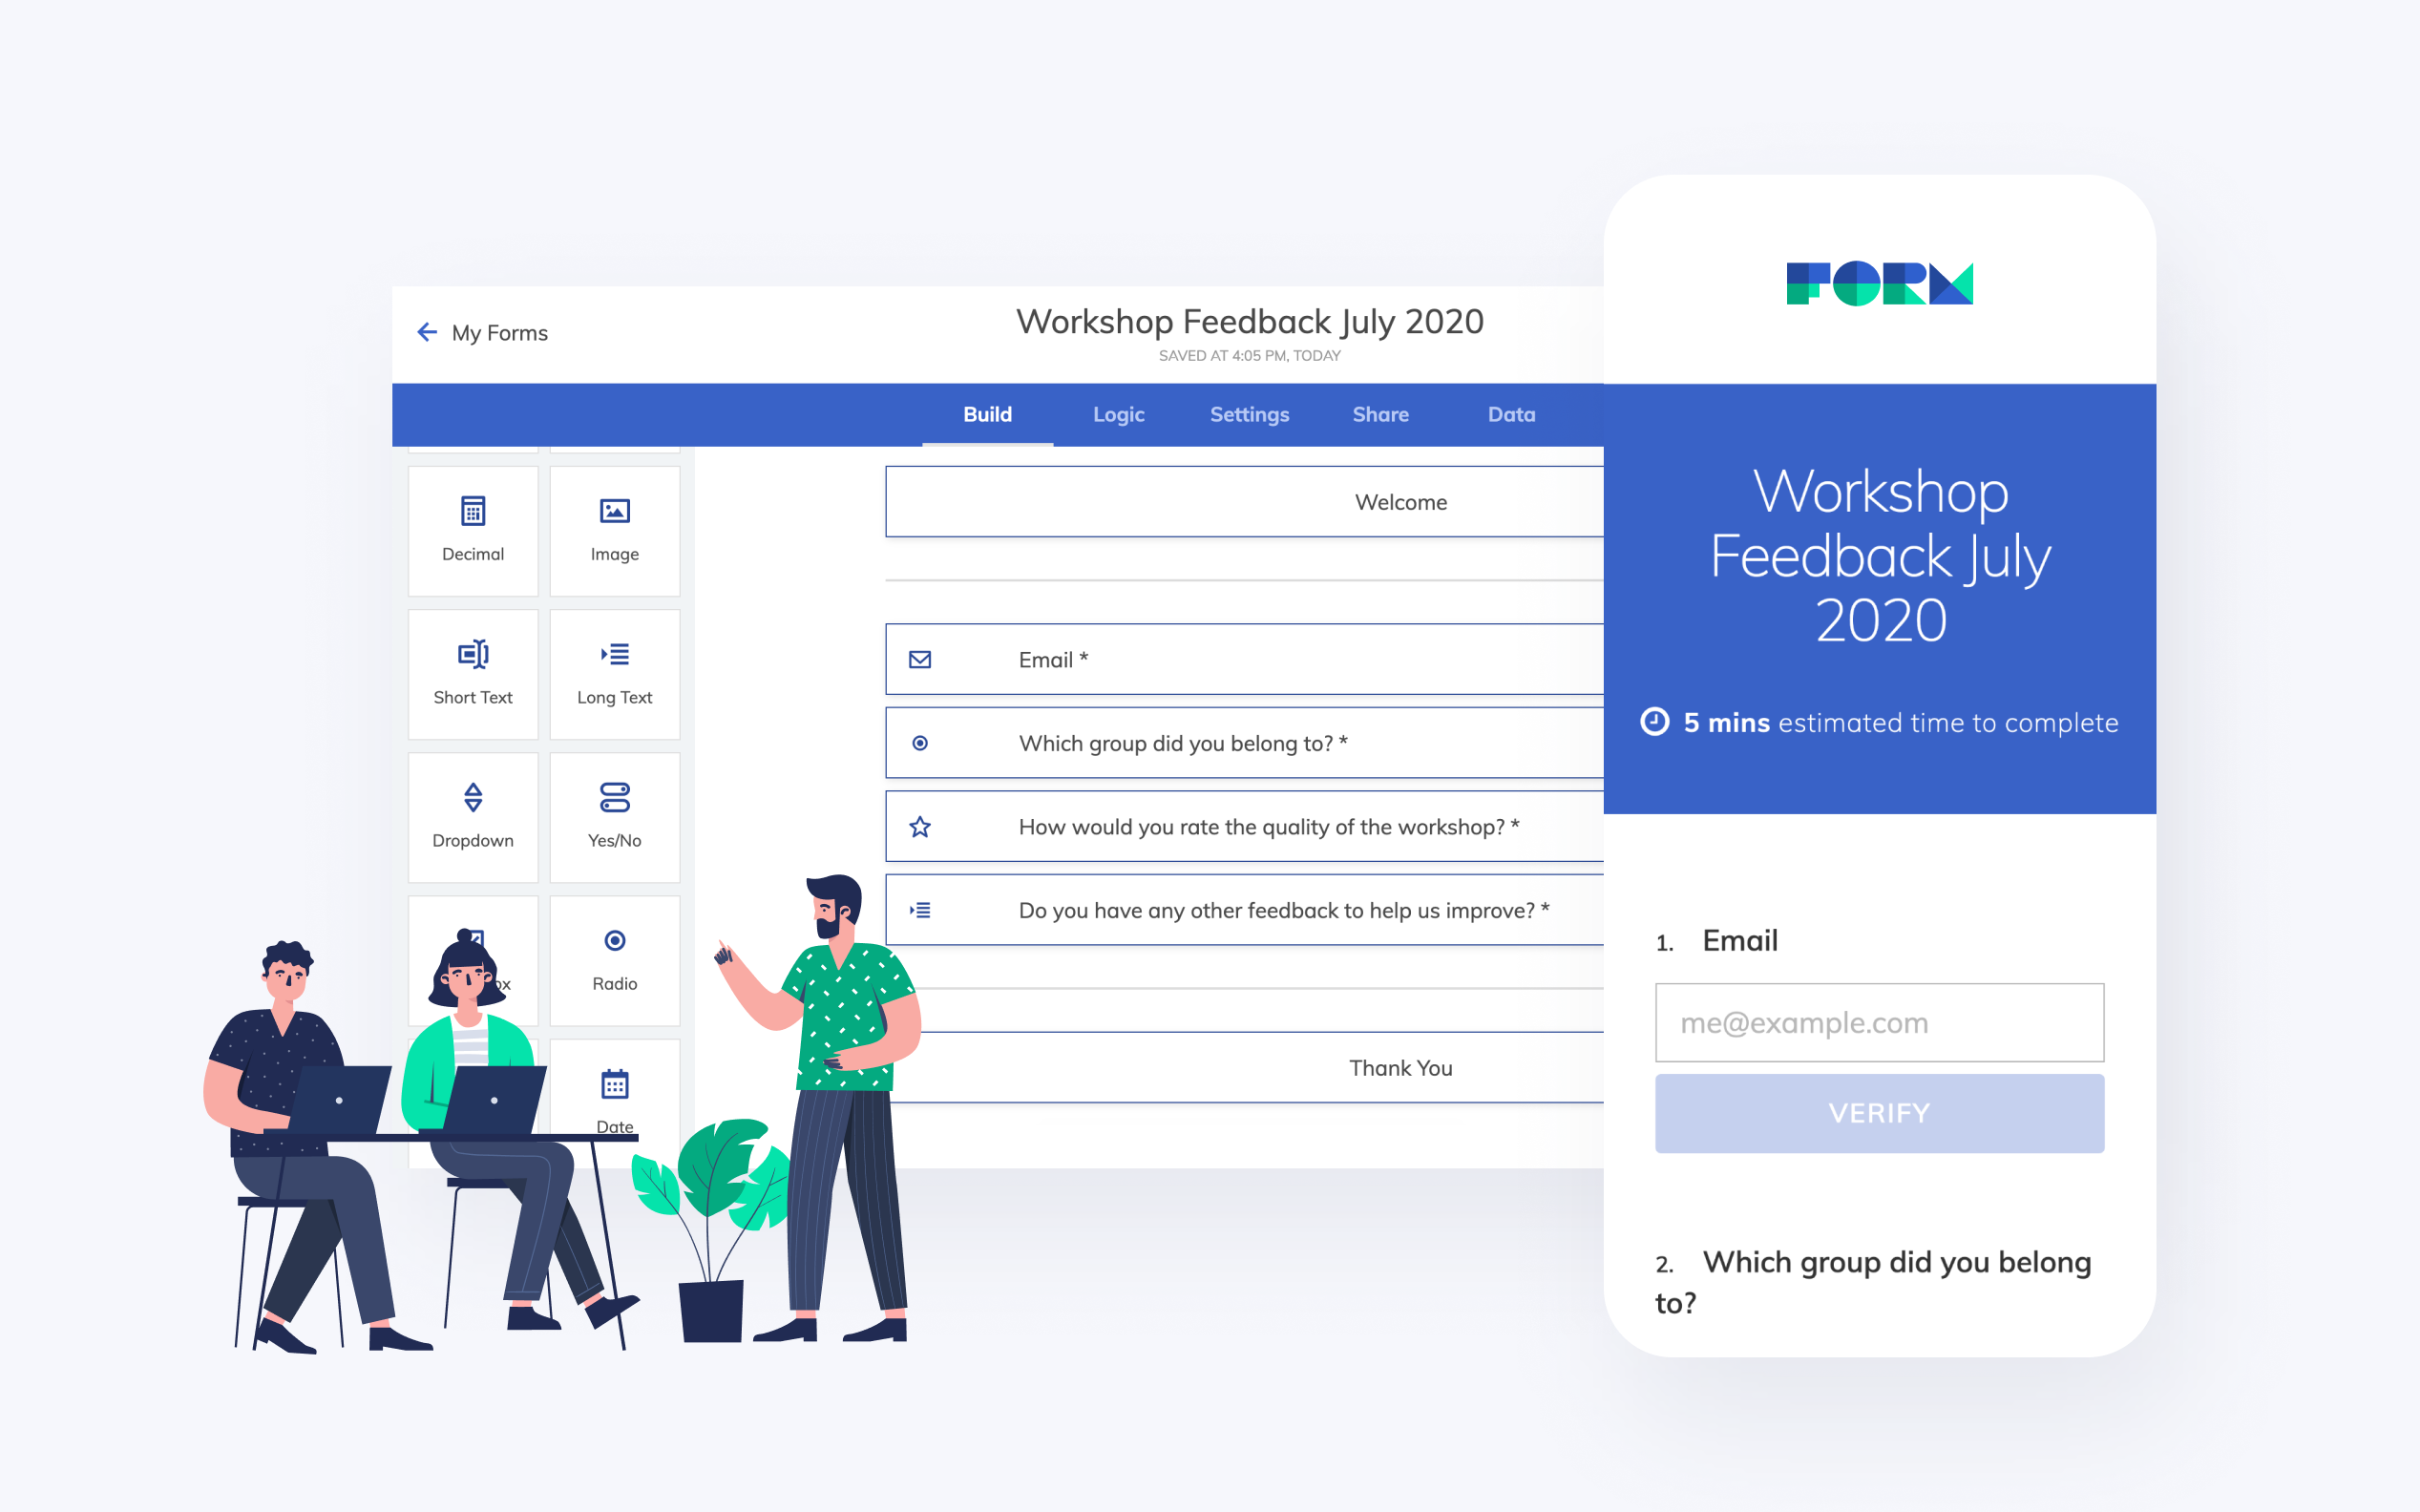 My Forms
Workshop Feedback July 2020
SAVED AT 4:05 PM, TODAY
Build Logic Settings Share Data
Decimal Image
Short Text Long Text
Dropdown Yes/No
Radio
Date
Welcome
Email *
Which group did you belong to? *
How would you rate the quality of the workshop? *
Do you have any other feedback to help us improve? *
Thank You
FORM
Workshop
Feedback July
2020
5 mins estimated time to complete
1. Email
me@example.com
VERIFY
2. Which group did you belong
to?